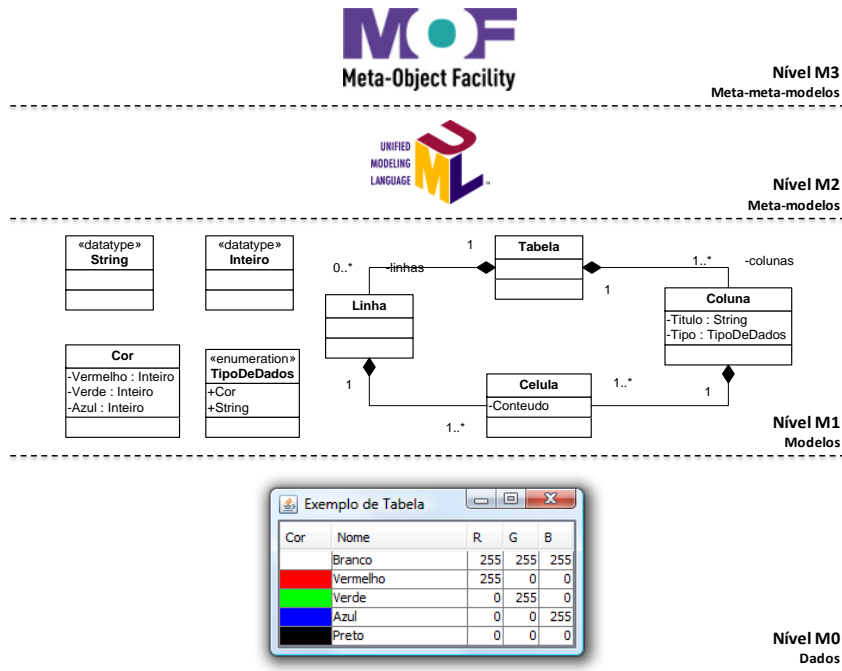 MOF
Meta-Object Facility
Nível M3
Meta-meta-modelos
UNIFIED
MODELING
LANGUAGE
UML
Nível M2
Meta-modelos
«datatype»
String
«datatype»
Inteiro
1
Tabela
0..*
-linhas
1..*
-colunas
1
Linha
Coluna
-Titulo : String
-Tipo : TipoDeDados
Cor
-Vermelho : Inteiro
-Verde : Inteiro
-Azul : Inteiro
«enumeration»
TipoDeDados
+Cor
+String
1
Celula
-Conteudo
1..*
1
1..*
Nível M1
Modelos
Exemplo de Tabela
Cor Nome R G B
Branco 255 255 255
Vermelho 255 0 0
Verde 0 255 0
Azul 0 0 255
Preto 0 0 0
Nível M0
Dados